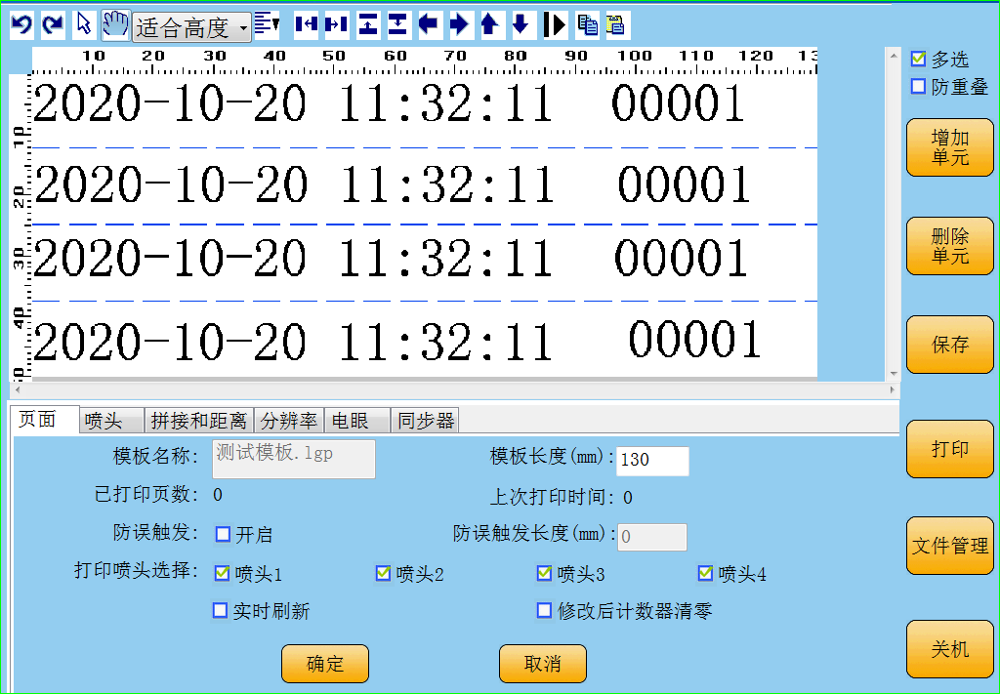 适合高度
10 20 30 40 50 60 70 80 90 100 110 120
多选
防重叠
2020-10-20 11:32:11 00001
10
增加
单元
2020-10-20 11:32:11 00001
20
删除
单元
2020-10-20 11:32:11 00001
30
保存
2020-10-20 11:32:11 00001
40
页面 喷头 拼接和距离 分辨率 电眼 同步器
模板名称: 测试模板.lgp 模板长度(mm): 130
打印
已打印页数: 0 上次打印时间: 0
防误触发: 开启 防误触发长度(mm): 0
文件管理
打印喷头选择: 喷头1 喷头2 喷头3 喷头4
实时刷新 修改后计数器清零
关机
确定 取消